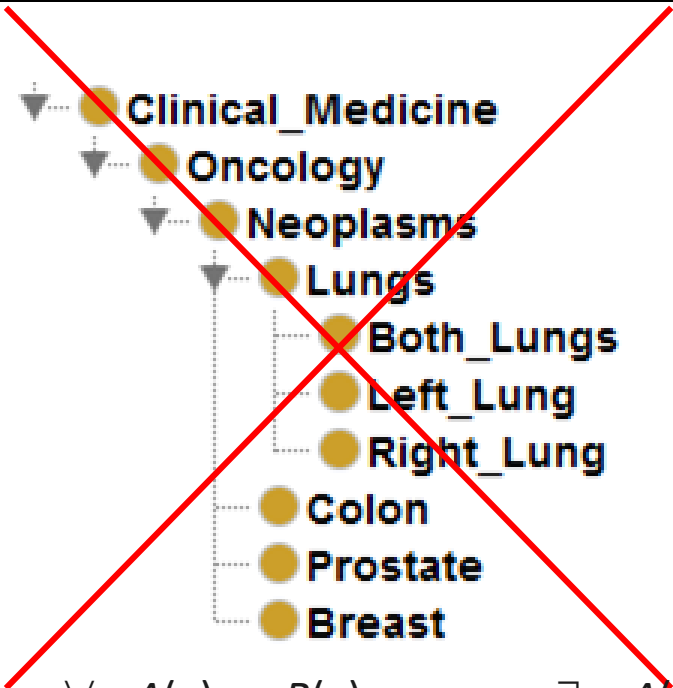 Clinical_Medicine
Oncology
Neoplasms
Lungs
Both_Lungs
Left_Lung
Right_Lung
Colon
Prostate
Breast